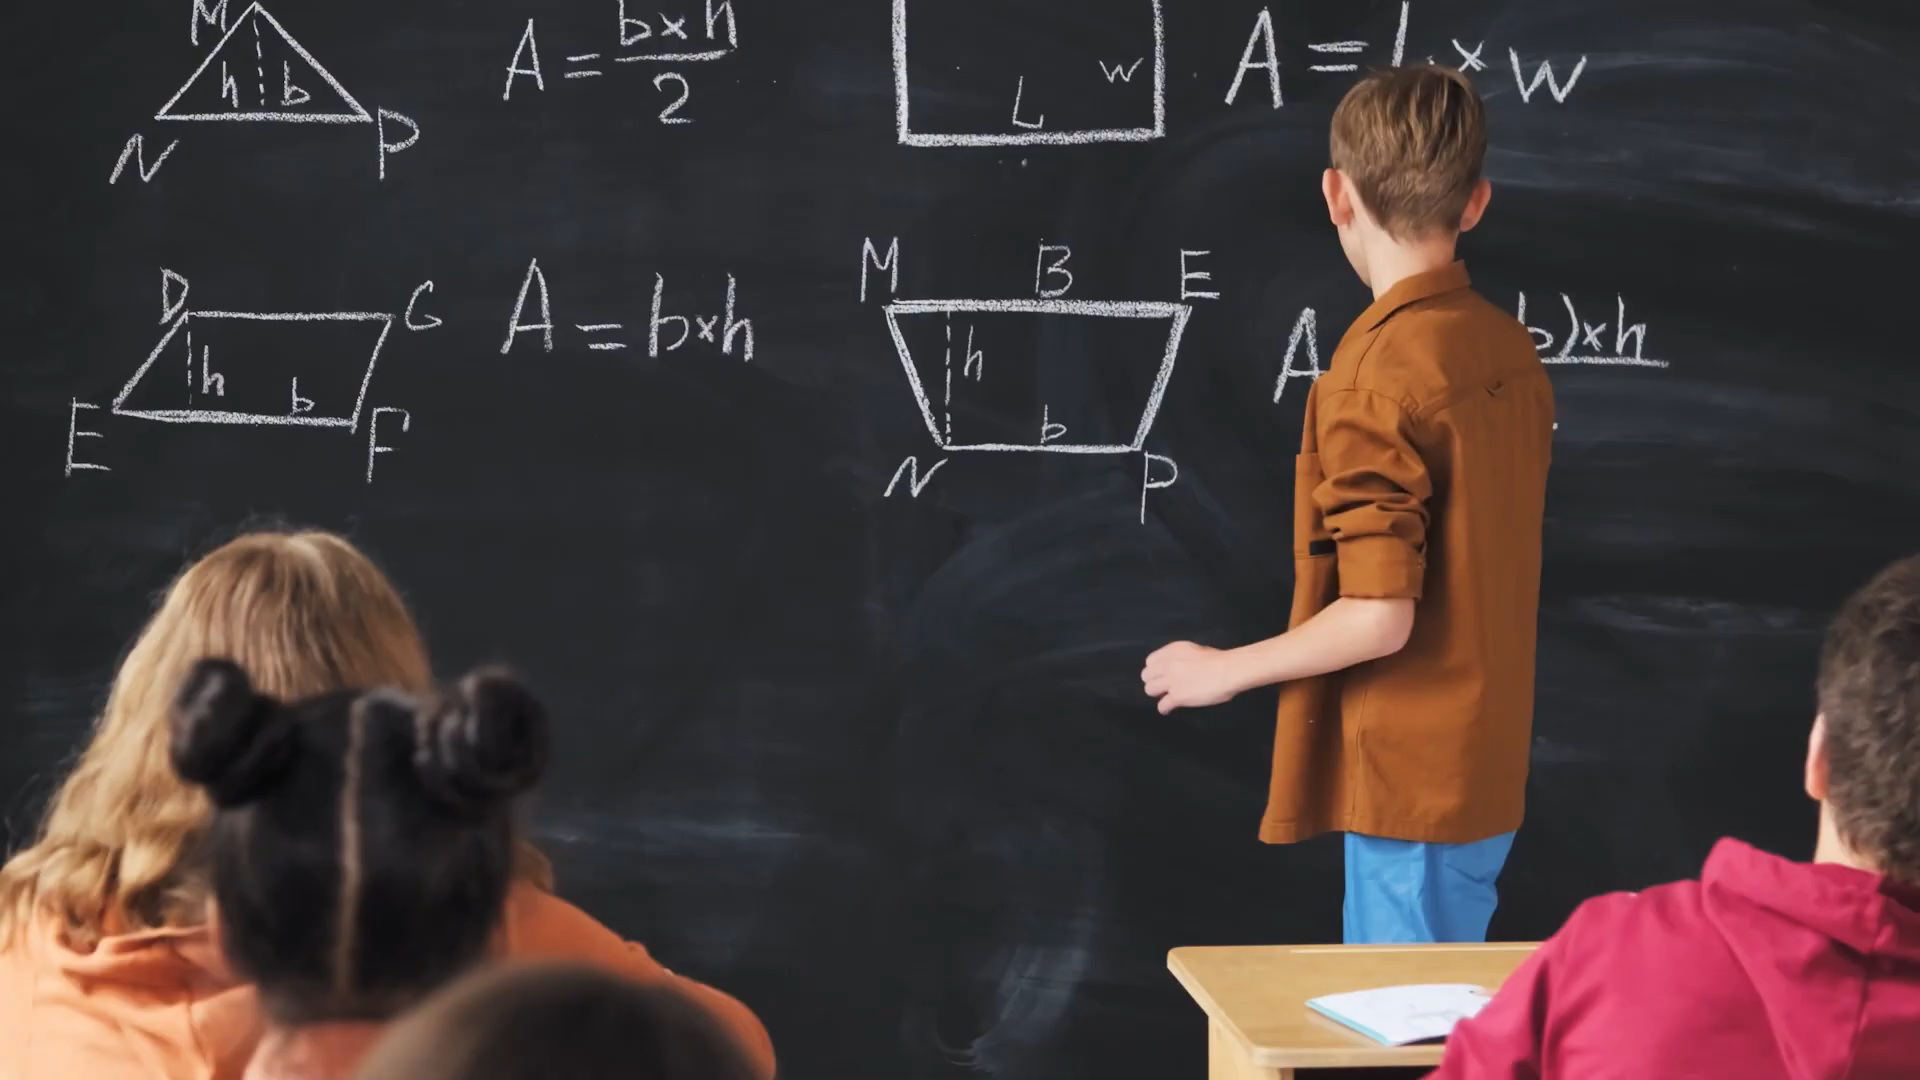 M
h b
N P
A = b×h
2
L w
A = L × w
D G
h
b
E F
A = b×h
M B E
h
b
N P
A b)×h